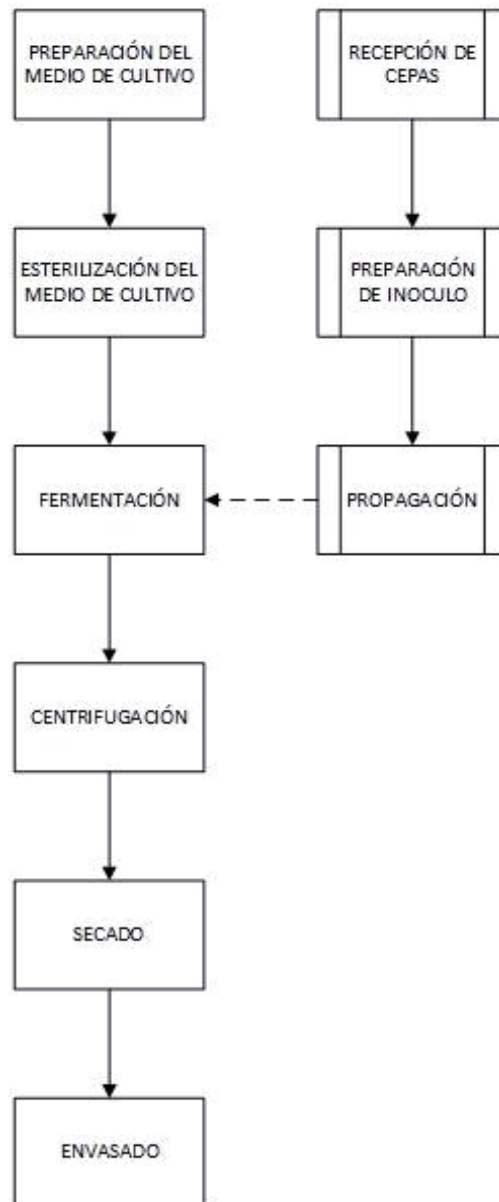 PREPARACIÓN DEL
MEDIO DE CULTIVO
RECEPCIÓN DE
CEPAS
ESTERILIZACIÓN DEL
MEDIO DE CULTIVO
PREPARACIÓN
DE INOCULO
FERMENTACIÓN
PROPAGACIÓN
CENTRIFUGACIÓN
SECADO
ENVASADO